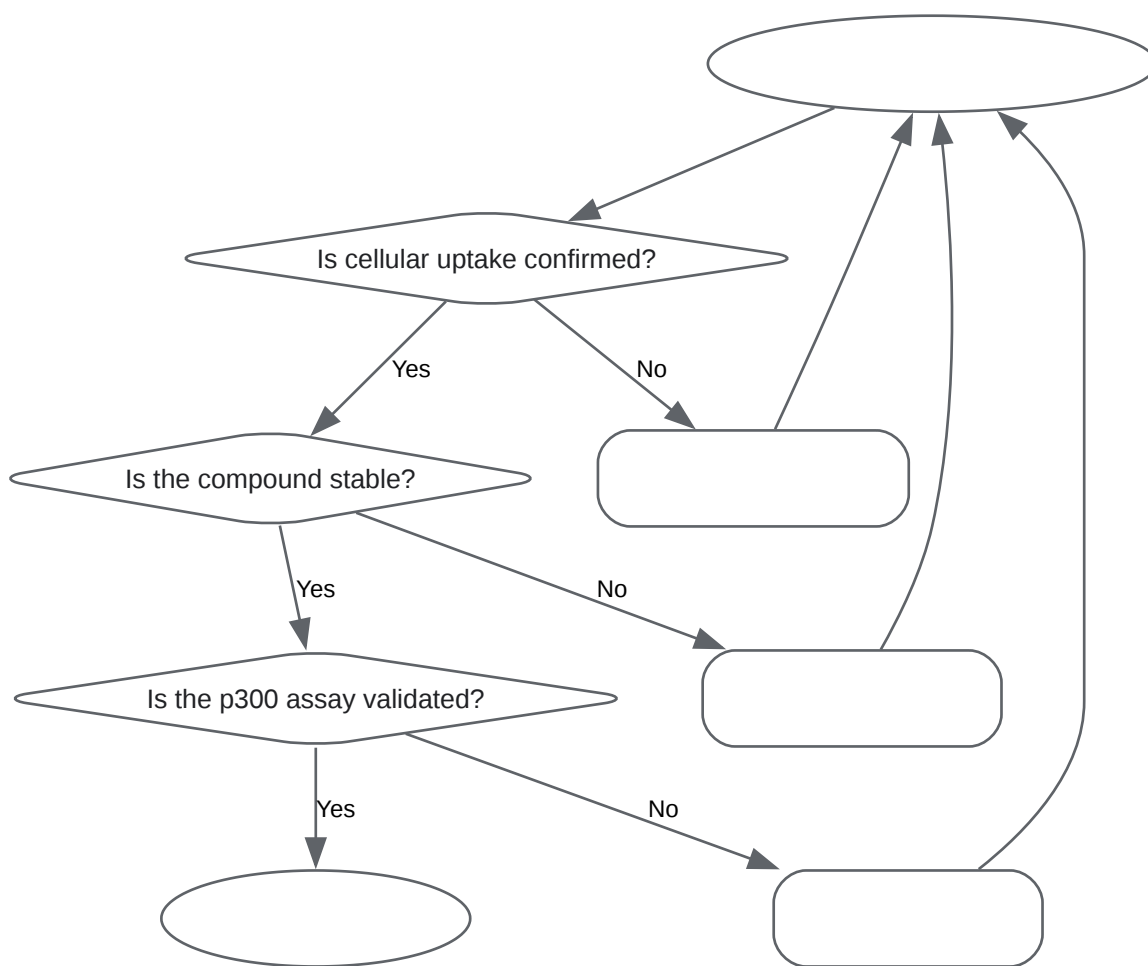 Is cellular uptake confirmed?
Yes
No
Is the compound stable?
Yes
No
Is the p300 assay validated?
Yes
No